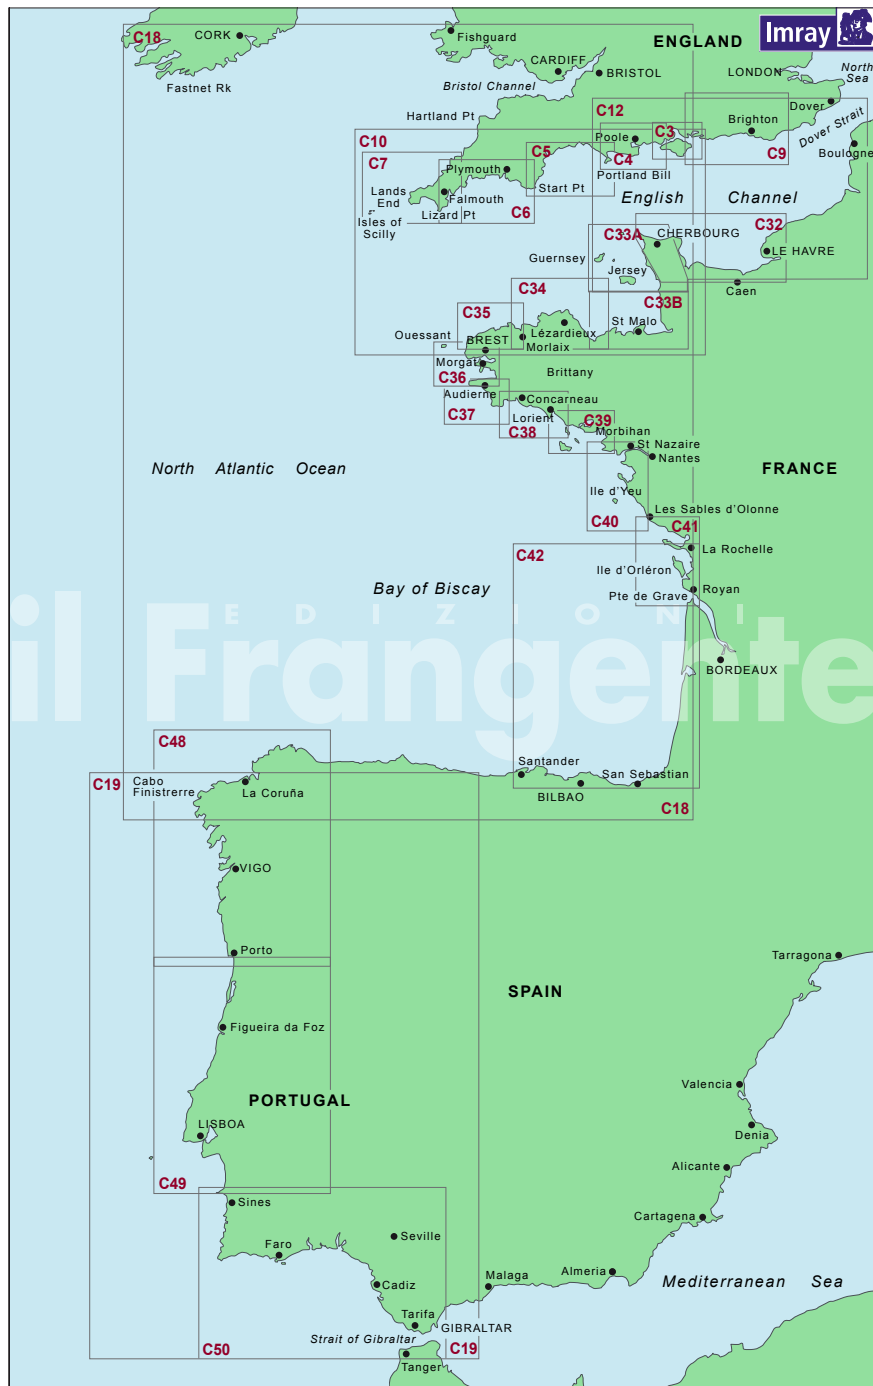 Imray
C18
CORK
Fastnet Rk
Fishguard
CARDIFF
BRISTOL
Bristol Channel
ENGLAND
LONDON
North
Sea
Dover
Dover Strait
Boulogne
Hartland Pt
C12
C3
Brighton
C9
Poole
C4
Portland Bill
C10
C7
C5
Plymouth
Start Pt
Lands
End
Falmouth
C6
Isles of
Scilly
Lizard Pt
English Channel
C32
C33A
CHERBOURG
LE HAVRE
Guernsey
Jersey
Caen
C34
C33B
C35
Lézardieux
St Malo
Ouessant
BREST
Morlaix
Morgat
C36
Brittany
Audierne
Concarneau
C37
Lorient
C38
C39
Morbihan
St Nazaire
Nantes
North Atlantic Ocean
FRANCE
Ile d'Yeu
Les Sables d'Olonne
C40
C41
C42
La Rochelle
Ile d'Orléron
Bay of Biscay
Pte de Grave
Royan
EDIZIONI
il Frangente
BORDEAUX
C48
Santander
San Sebastian
C19
Cabo
Finistrerre
La Coruña
BILBAO
C18
VIGO
Porto
Tarragona
SPAIN
Figueira da Foz
Valencia
PORTUGAL
LISBOA
Denia
Alicante
C49
Sines
Cartagena
Seville
Faro
Almeria
Malaga
Cadiz
Mediterranean Sea
Tarifa
GIBRALTAR
Strait of Gibraltar
C50
C19
Tanger